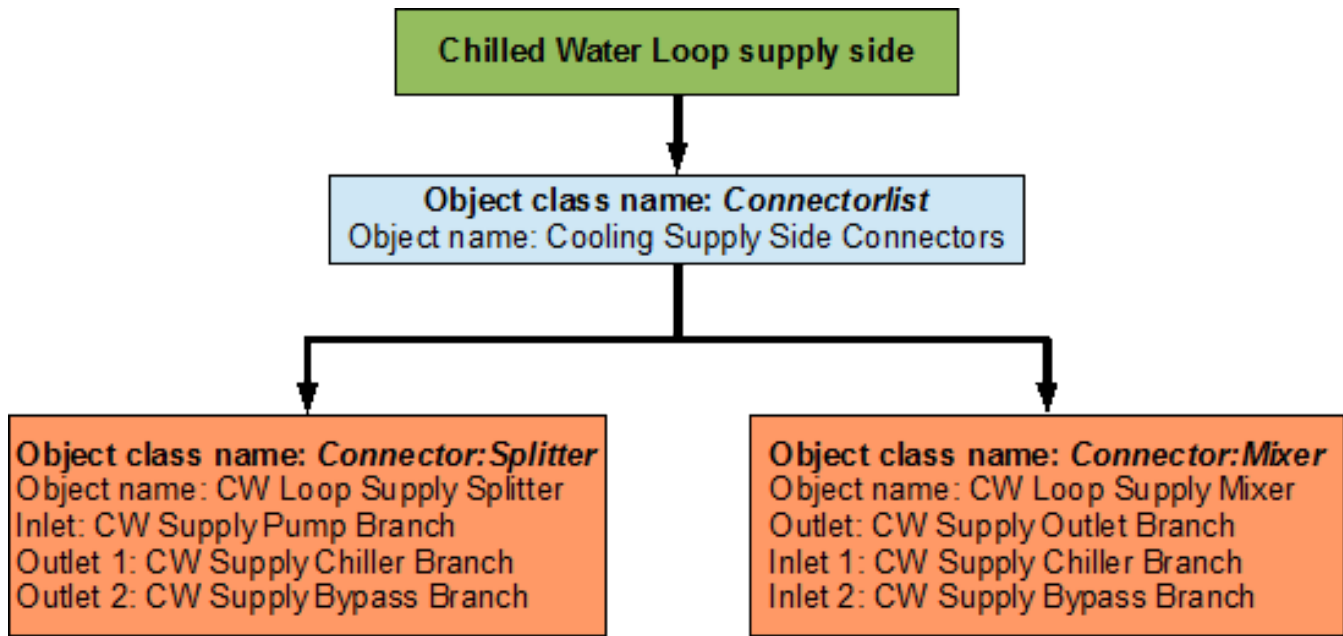 Chilled Water Loop supply side
Object class name: Connectorlist
Object name: Cooling Supply Side Connectors
Object class name: Connector:Splitter
Object name: CW Loop Supply Splitter
Inlet: CW Supply Pump Branch
Outlet 1: CW Supply Chiller Branch
Outlet 2: CW Supply Bypass Branch
Object class name: Connector:Mixer
Object name: CW Loop Supply Mixer
Outlet: CW Supply Outlet Branch
Inlet 1: CW Supply Chiller Branch
Inlet 2: CW Supply Bypass Branch